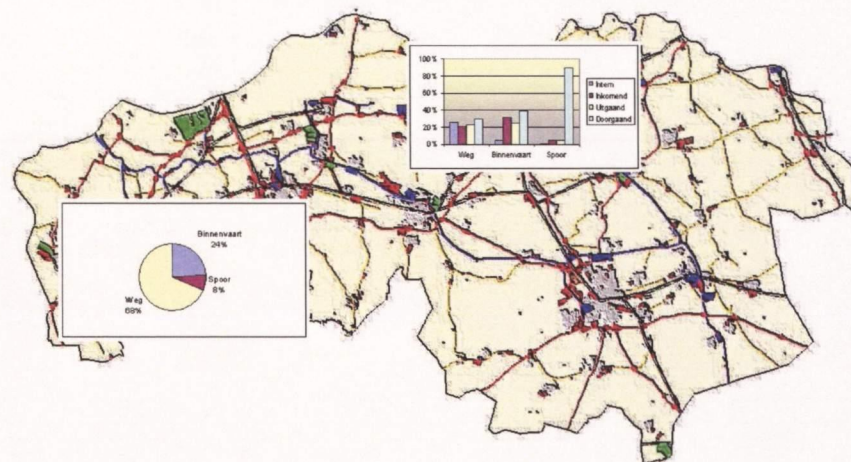 100%
80%
60%
40%
20%
0%
Weg
Binnenvaart
Spoor
Intern
Inkomend
Uitgaand
Doorgaand
Binnenvaart
24%
Spoor
8%
Weg
68%